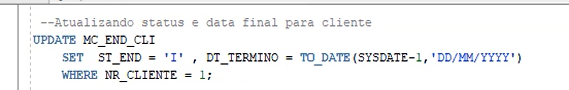 --Atualizando status e data final para cliente
UPDATE MC_END_CLI
SET ST_END = 'I' , DT_TERMINO = TO_DATE(SYSDATE-1,'DD/MM/YYYY')
WHERE NR_CLIENTE = 1;